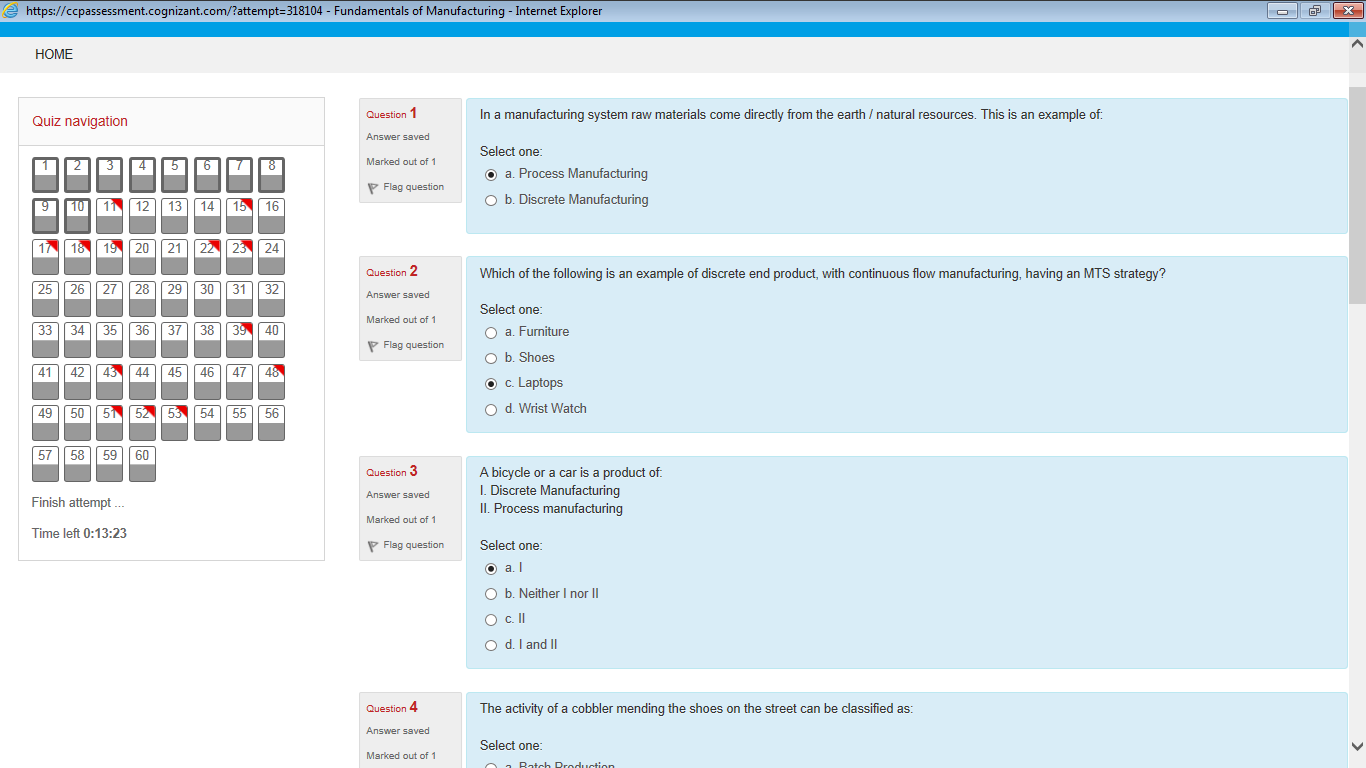 https://ccpassessment.cognizant.com/?attempt=318104 - Fundamentals of Manufacturing - Internet Explorer
HOME
Quiz navigation
1 2 3 4 5 6 7 8
9 10 11 12 13 14 15 16
17 18 19 20 21 22 23 24
25 26 27 28 29 30 31 32
33 34 35 36 37 38 39 40
41 42 43 44 45 46 47 48
49 50 51 52 53 54 55 56
57 58 59 60
Finish attempt ...
Time left 0:13:23
Question 1
Answer saved
Marked out of 1
Flag question
In a manufacturing system raw materials come directly from the earth / natural resources. This is an example of:
Select one:
a. Process Manufacturing
b. Discrete Manufacturing
Question 2
Answer saved
Marked out of 1
Flag question
Which of the following is an example of discrete end product, with continuous flow manufacturing, having an MTS strategy?
Select one:
a. Furniture
b. Shoes
c. Laptops
d. Wrist Watch
Question 3
Answer saved
Marked out of 1
Flag question
A bicycle or a car is a product of:
I. Discrete Manufacturing
II. Process manufacturing
Select one:
a. I
b. Neither I nor II
c. II
d. I and II
Question 4
Answer saved
Marked out of 1
The activity of a cobbler mending the shoes on the street can be classified as:
Select one:
a. Batch Production